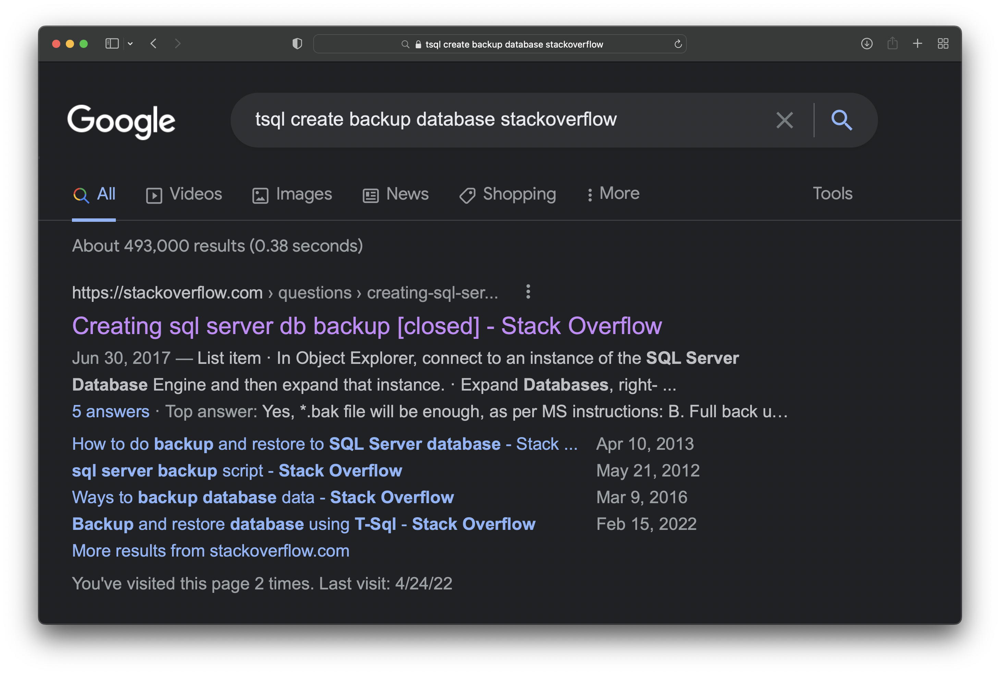 tsql create backup database stackoverflow
Google
tsql create backup database stackoverflow
All Videos Images News Shopping More Tools
About 493,000 results (0.38 seconds)
https://stackoverflow.com › questions › creating-sql-ser...
Creating sql server db backup [closed] - Stack Overflow
Jun 30, 2017 — List item · In Object Explorer, connect to an instance of the SQL Server
Database Engine and then expand that instance. · Expand Databases, right- ...
5 answers · Top answer: Yes, *.bak file will be enough, as per MS instructions: B. Full back u...
How to do backup and restore to SQL Server database - Stack ... Apr 10, 2013
sql server backup script - Stack Overflow May 21, 2012
Ways to backup database data - Stack Overflow Mar 9, 2016
Backup and restore database using T-Sql - Stack Overflow Feb 15, 2022
More results from stackoverflow.com
You've visited this page 2 times. Last visit: 4/24/22